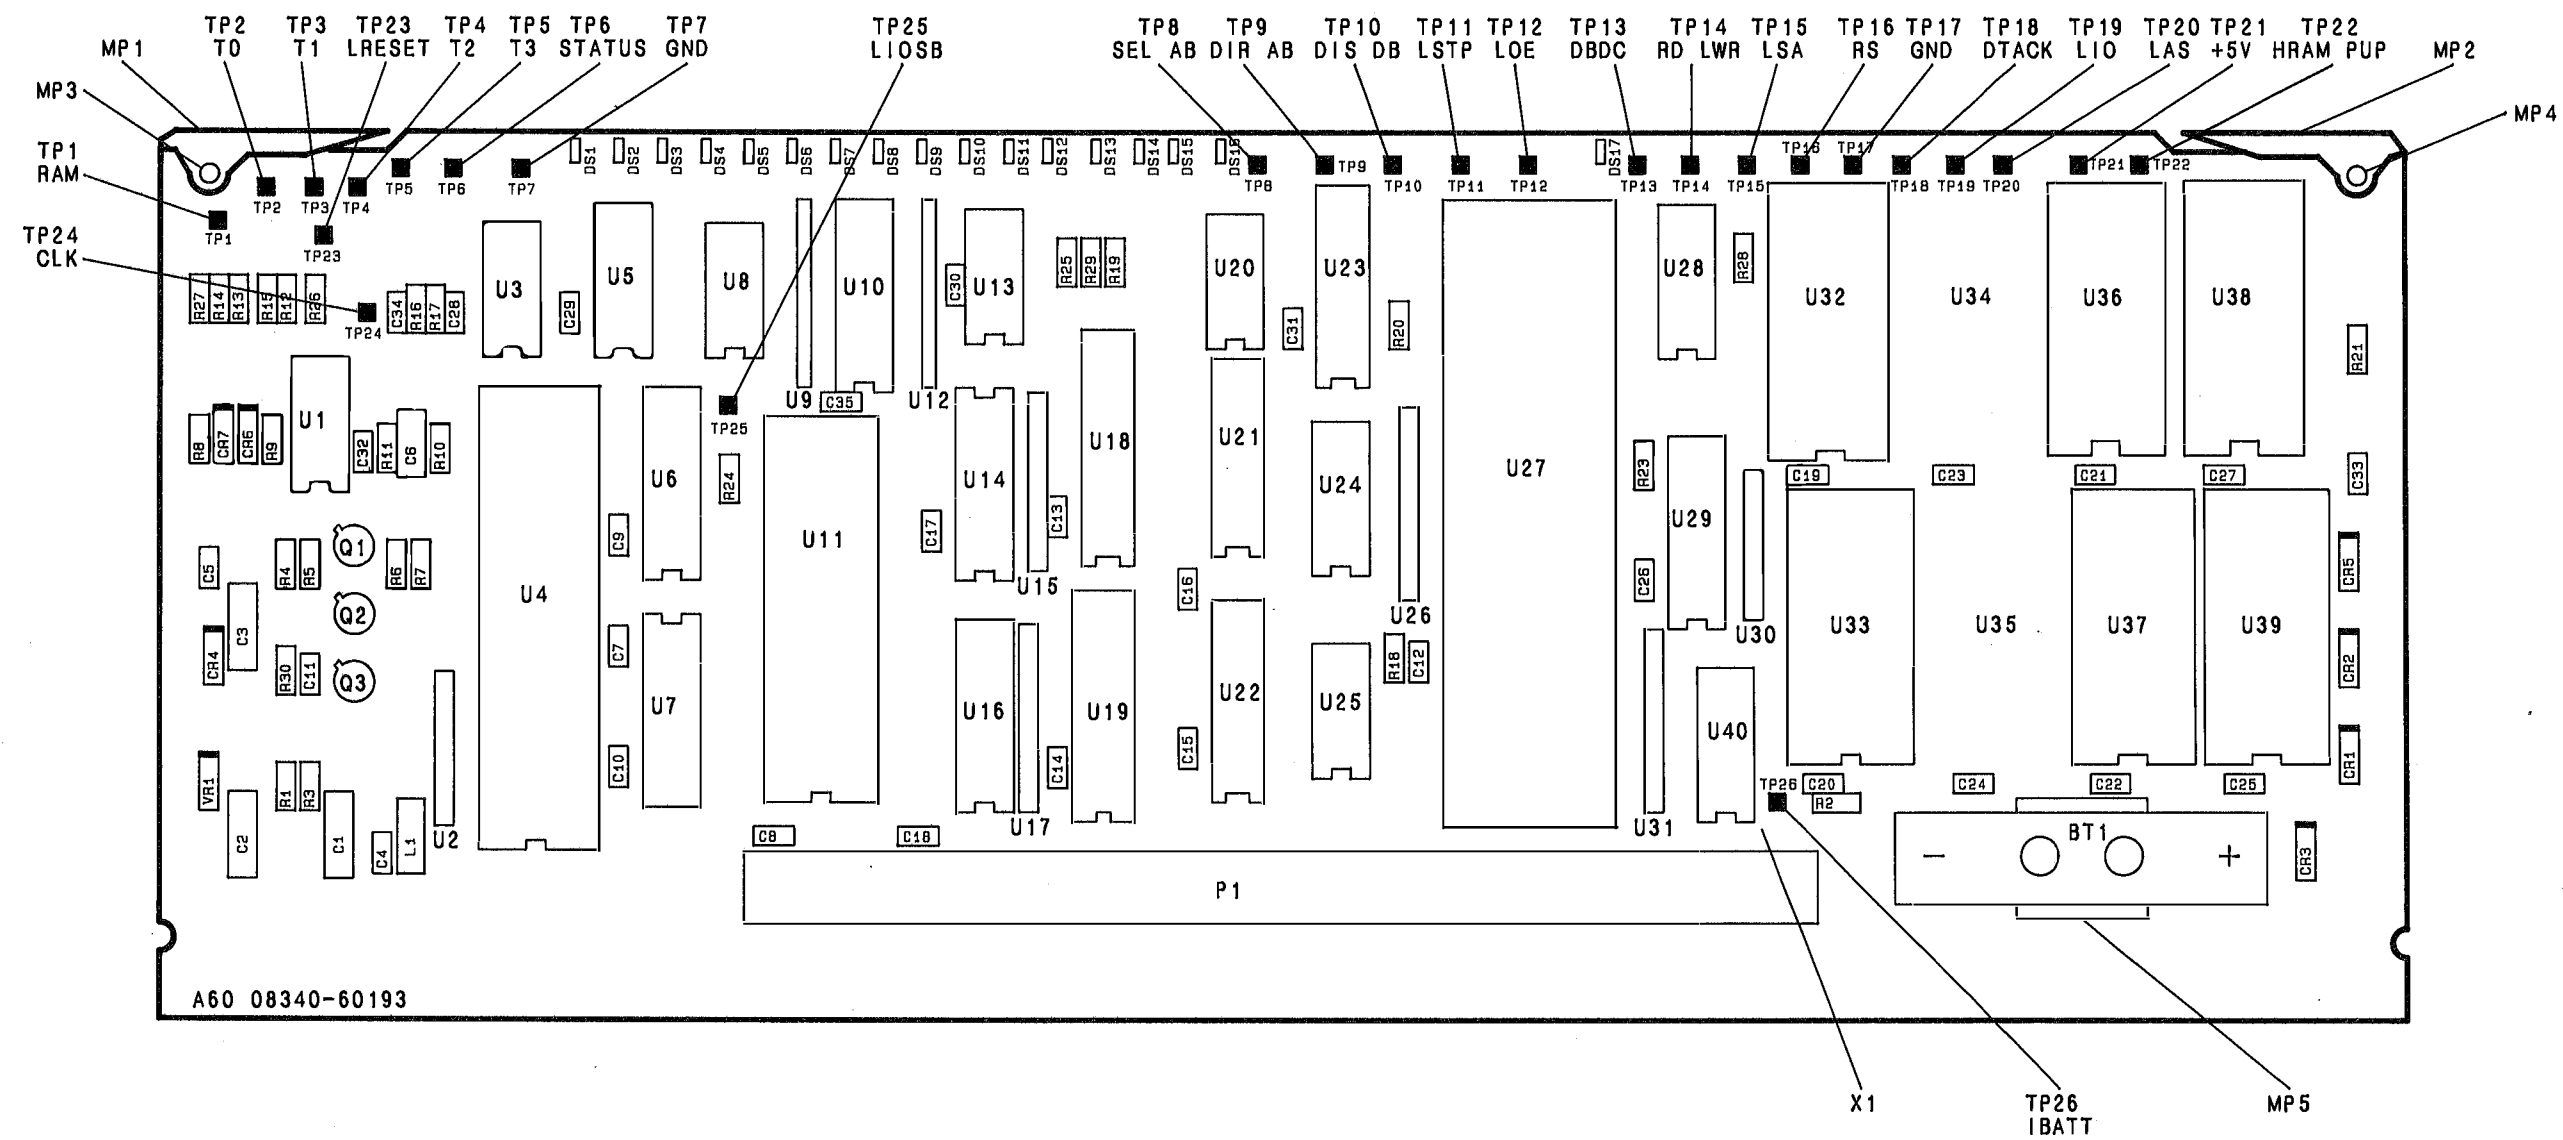 TP2 TP3 TP23 TP4 TP5 TP6 TP7 TP25 TP8 TP9 TP10 TP11 TP12 TP13 TP14 TP15 TP16 TP17 TP18 TP19 TP20 TP21 TP22
MP1 T0 T1 LRESET T2 T3 STATUS GND LIOSB SEL AB DIR AB DIS DB LSTP LOE DBDC RD LWR LSA RS GND DTACK LIO LAS +5V HRAM PUP MP2
MP3
MP4
TP1
RAM
TP24
CLK
DS1 DS2 DS3 DS4 DS5 DS6 DS7 DS8 DS9 DS10 DS11 DS12 DS13 DS14 DS15 DS16 DS17
TP16 TP17
TP9 TP21 TP22
TP2 TP3 TP4 TP5 TP6 TP7 TP8 TP10 TP11 TP12 TP13 TP14 TP15 TP18 TP19 TP20
TP1 TP23
R27 R14 R13 R15 R12 R26 TP24 C34 R16 R17 C28 U3 C29 U5 U8 U10 C30 U13 R25 R29 R19 U20 C31 U23 R20 U28 R28 U32 U34 U36 U38
R21
U9 C35 U12
R8 CR7 CR6 R9 U1 C32 R11 C6 R10 TP25 U18 U21
U6 R24 U14 C13 U24 U27 R23 C19 C23 C21 C27 C33
C5 R4 R5 Q1 R6 R7 C9 U11 C17 U29 CR5
U15 C16 C26
U4
C3 Q2 U26 U30 U33 U35 U37 U39
CR4 R30 C11 Q3 C7 R18 C12 CR2
U7 U16 U19 U22 U25 U40
VR1 R1 R3 C10 C14 C15 CR1
TP26 C20 C24 C22 C25
R2
C2 C1 C4 L1 U2 C8 C18 U17 U31 BT1 CR3
− +
P1
A60 08340-60193
X1 TP26 MP5
IBATT